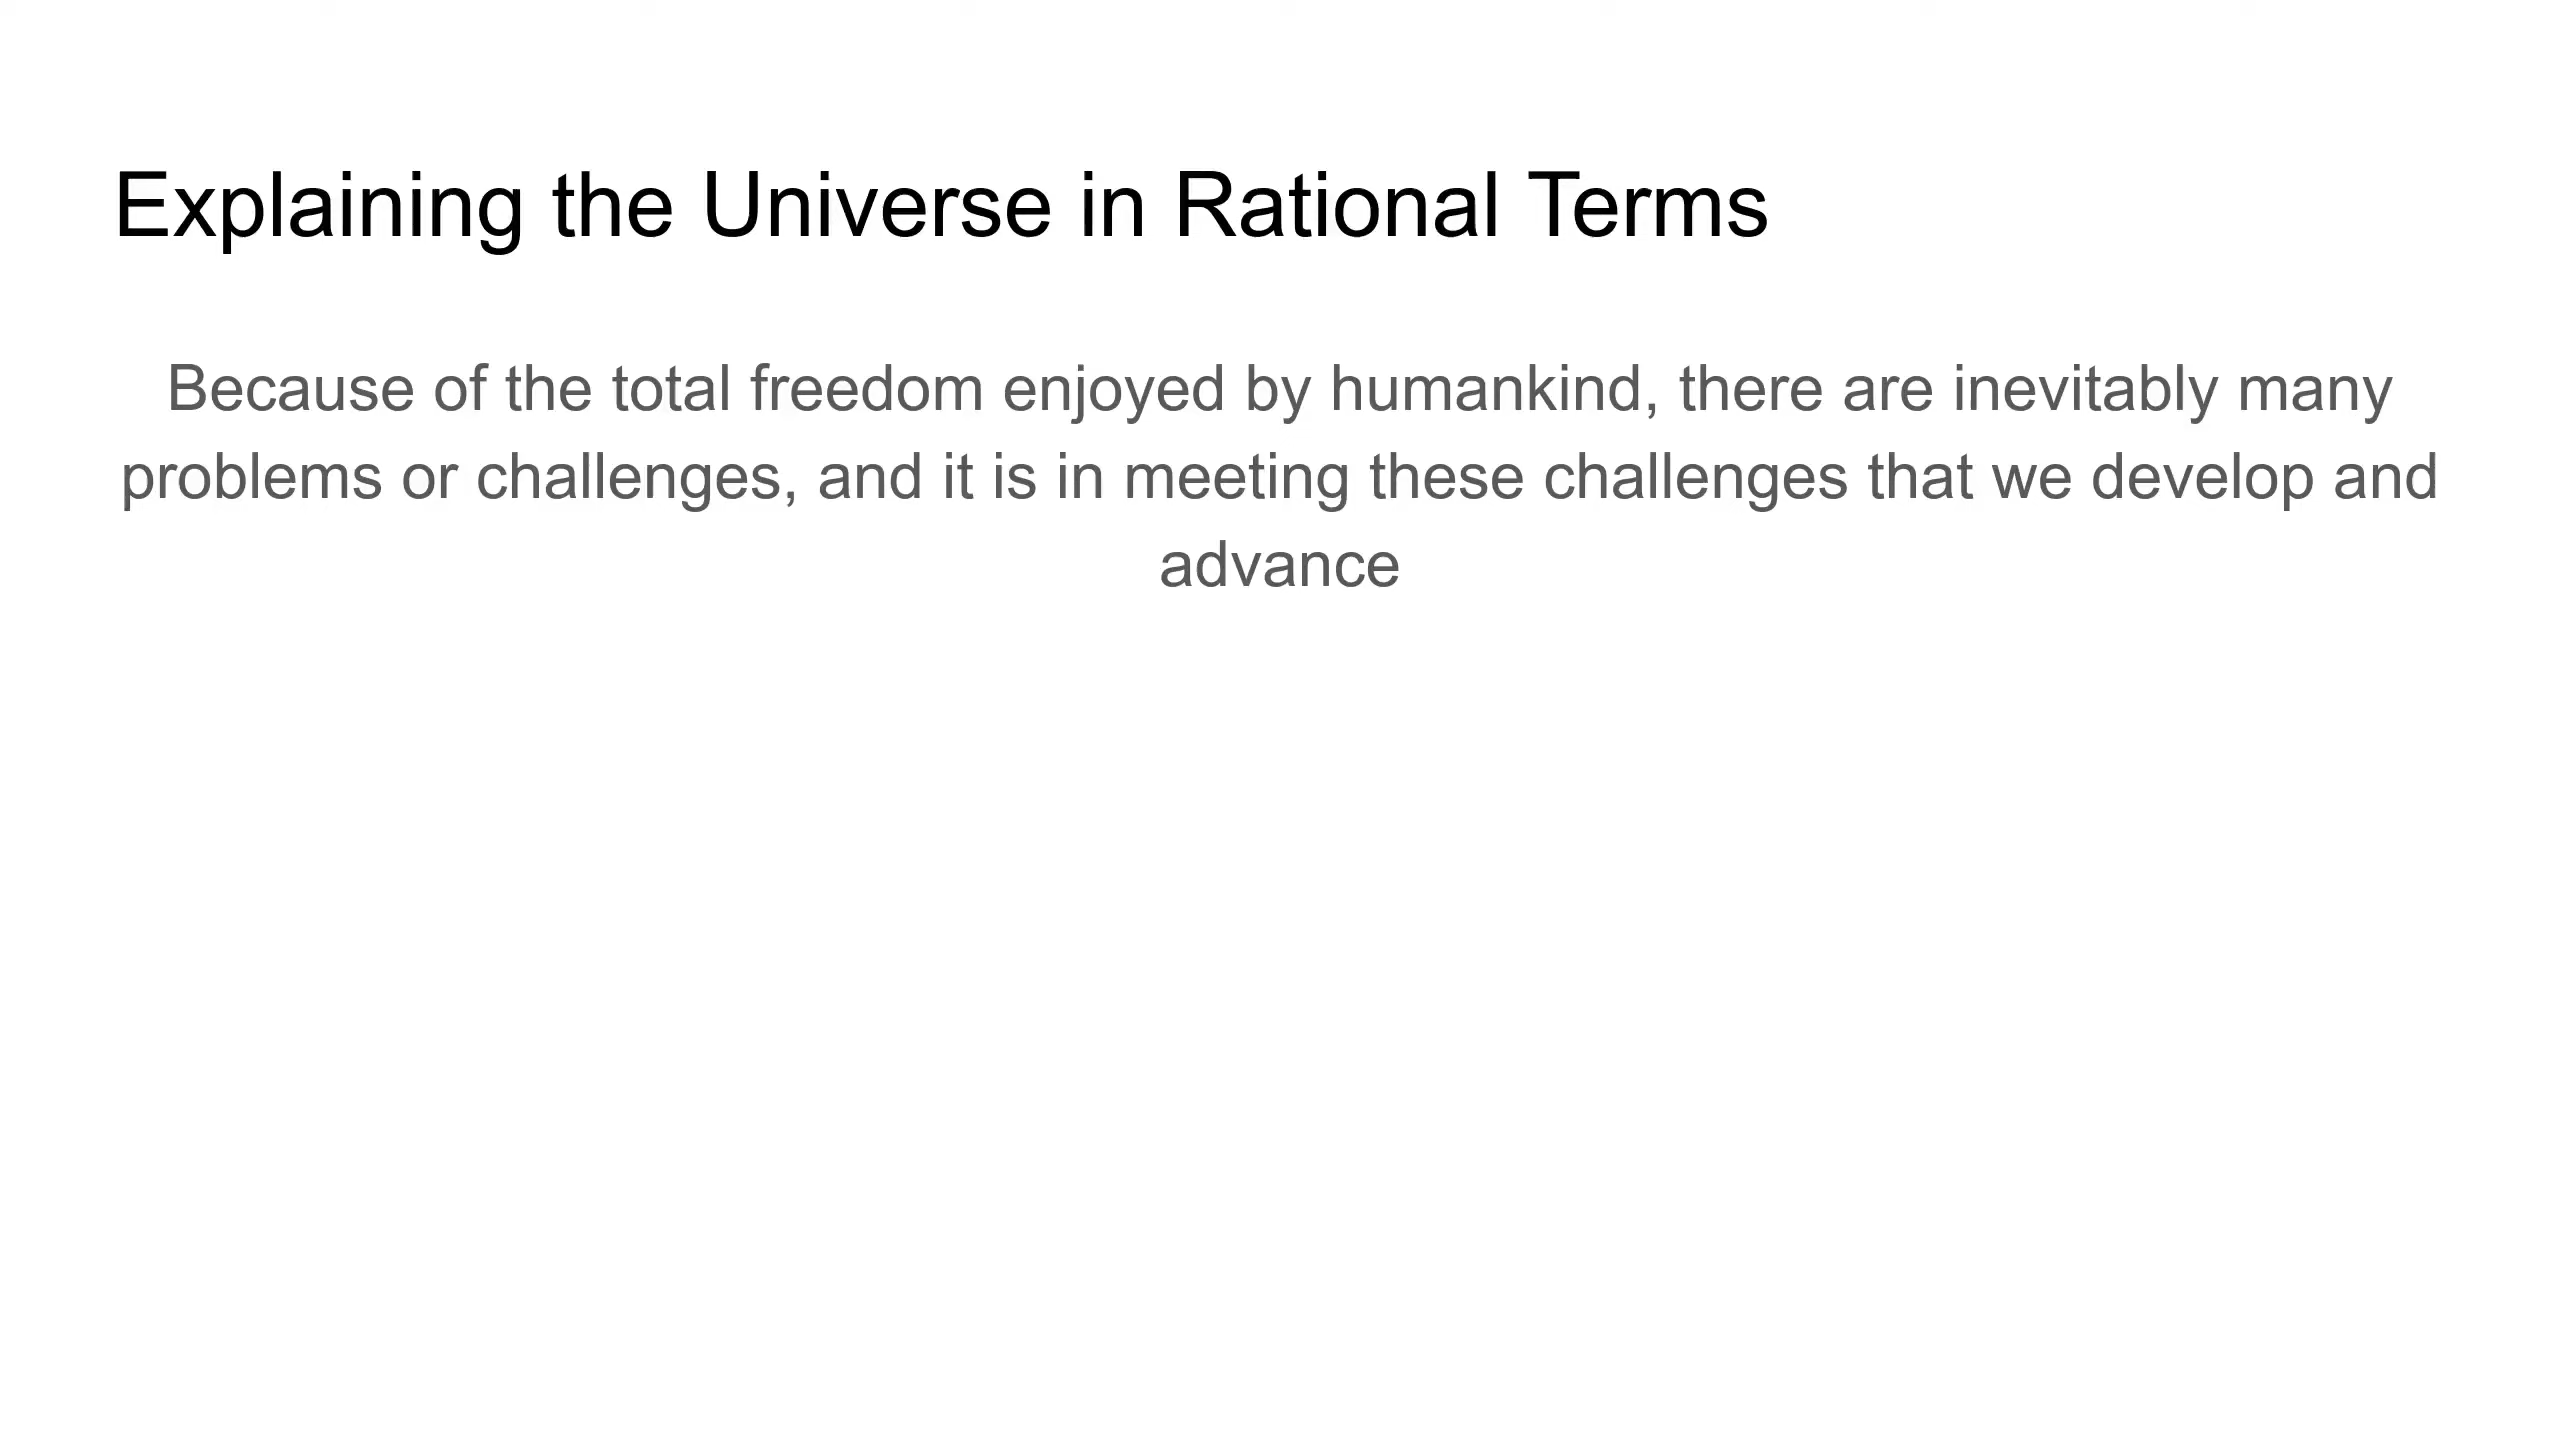 Explaining the Universe in Rational Terms
Because of the total freedom enjoyed by humankind, there are inevitably many
problems or challenges, and it is in meeting these challenges that we develop and
advance